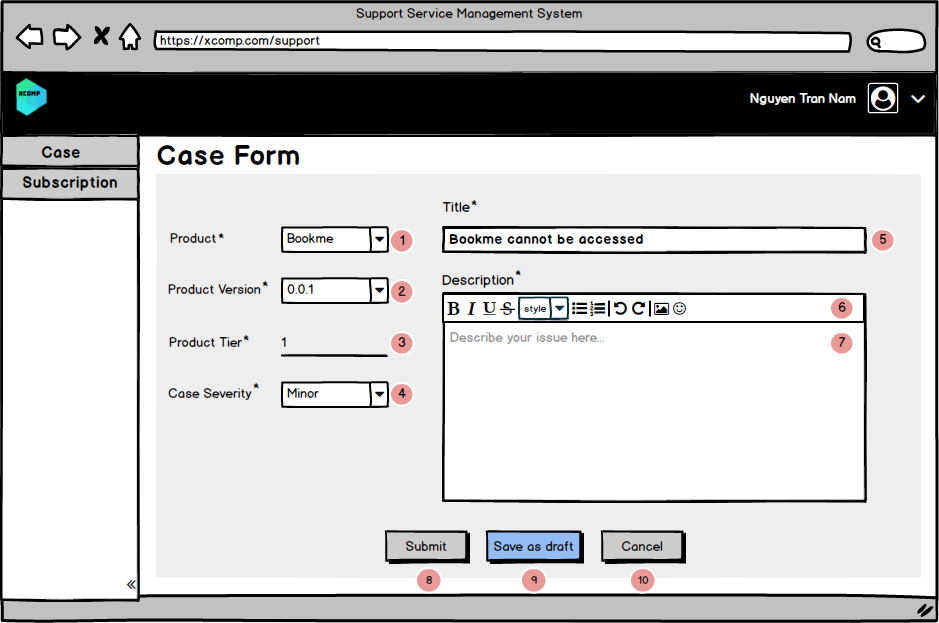 Support Service Management System
https://xcomp.com/support
XCOMP
Nguyen Tran Nam
Case
Subscription
Case Form
Title*
Product* Bookme 1
Bookme cannot be accessed 5
Product Version* 0.0.1 2
Description*
B I U S style 6
Product Tier* 1 3
Describe your issue here... 7
Case Severity* Minor 4
Submit Save as draft Cancel
8 9 10